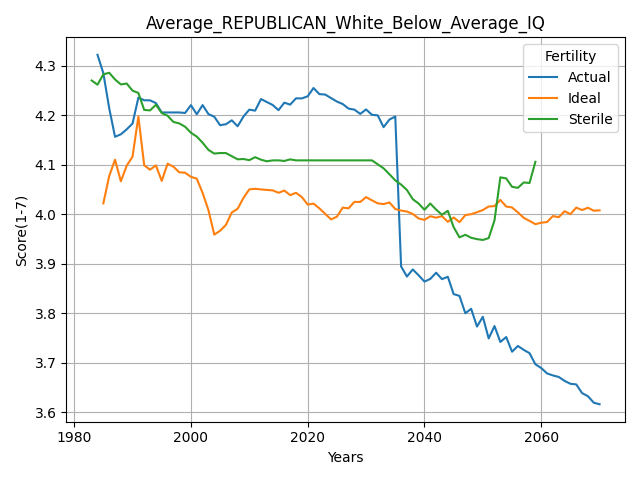 Average_REPUBLICAN_White_Below_Average_IQ
Fertility
Actual
Ideal
Sterile
Score(1-7)
4.3
4.2
4.1
4.0
3.9
3.8
3.7
3.6
1980 2000 2020 2040 2060
Years